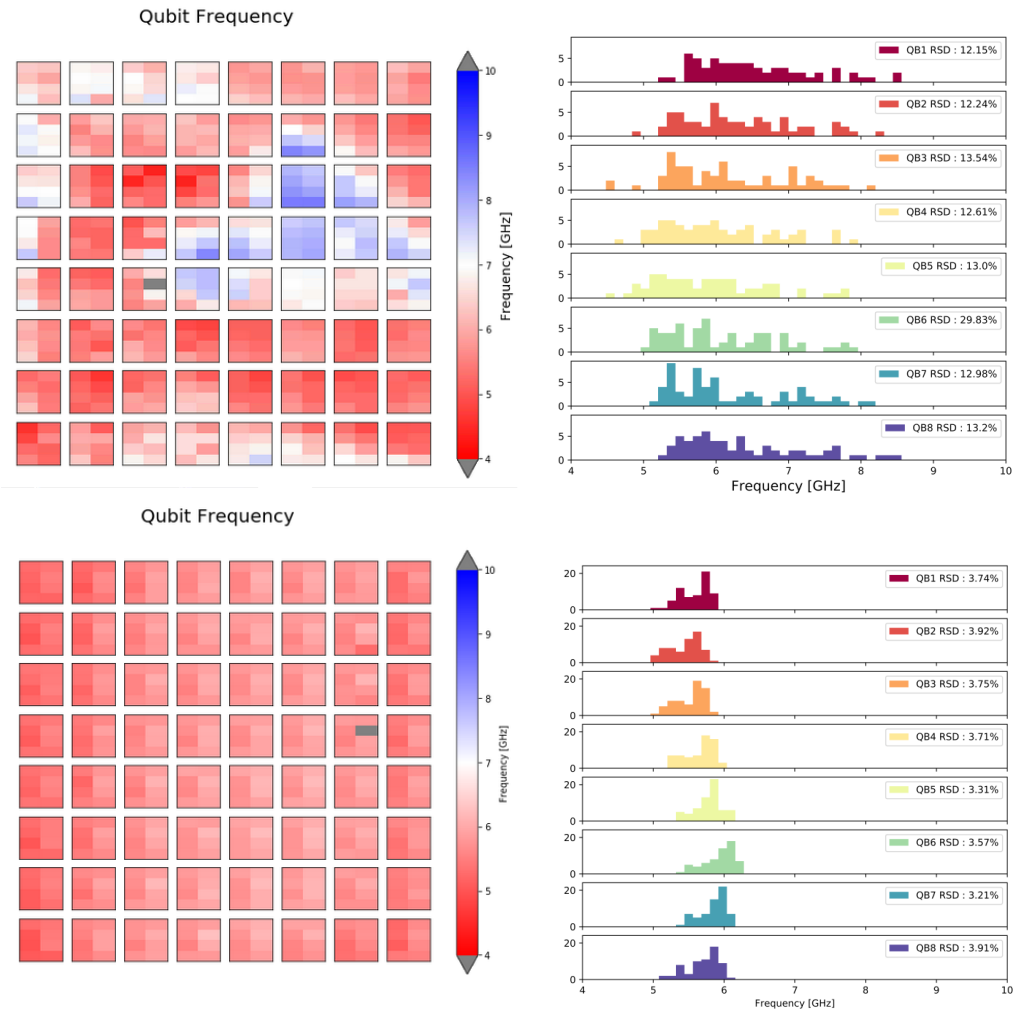 Qubit Frequency
10
9
8
7
6
5
4
Frequency [GHz]
5
0
QB1 RSD : 12.15%
5
0
QB2 RSD : 12.24%
5
0
QB3 RSD : 13.54%
5
0
QB4 RSD : 12.61%
5
0
QB5 RSD : 13.0%
5
0
QB6 RSD : 29.83%
5
0
QB7 RSD : 12.98%
5
0
QB8 RSD : 13.2%
4 5 6 7 8 9 10
Frequency [GHz]
Qubit Frequency
10
9
8
7
6
5
4
Frequency [GHz]
20
0
QB1 RSD : 3.74%
20
0
QB2 RSD : 3.92%
20
0
QB3 RSD : 3.75%
20
0
QB4 RSD : 3.71%
20
0
QB5 RSD : 3.31%
20
0
QB6 RSD : 3.57%
20
0
QB7 RSD : 3.21%
20
0
QB8 RSD : 3.91%
4 5 6 7 8 9 10
Frequency [GHz]